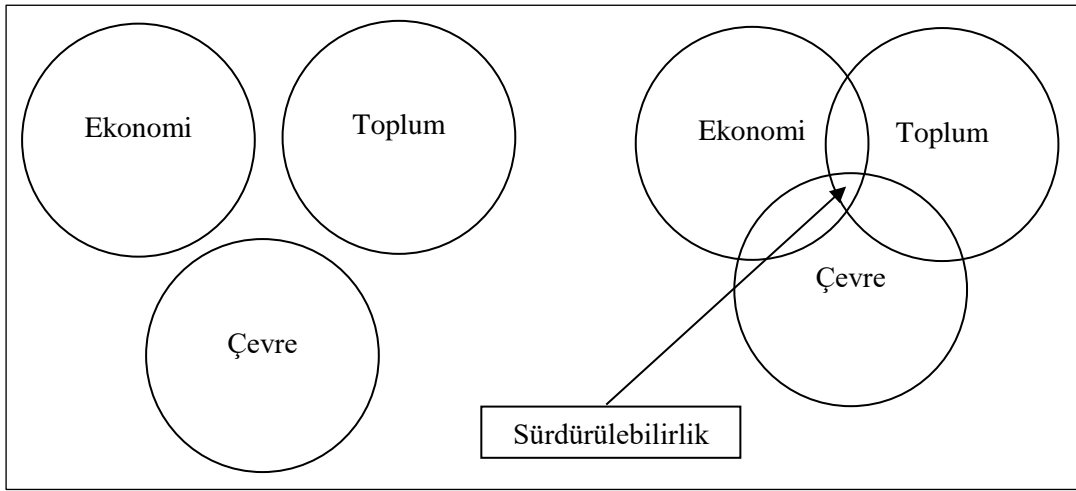 Ekonomi
Toplum
Çevre
Ekonomi
Toplum
Çevre
Sürdürülebilirlik